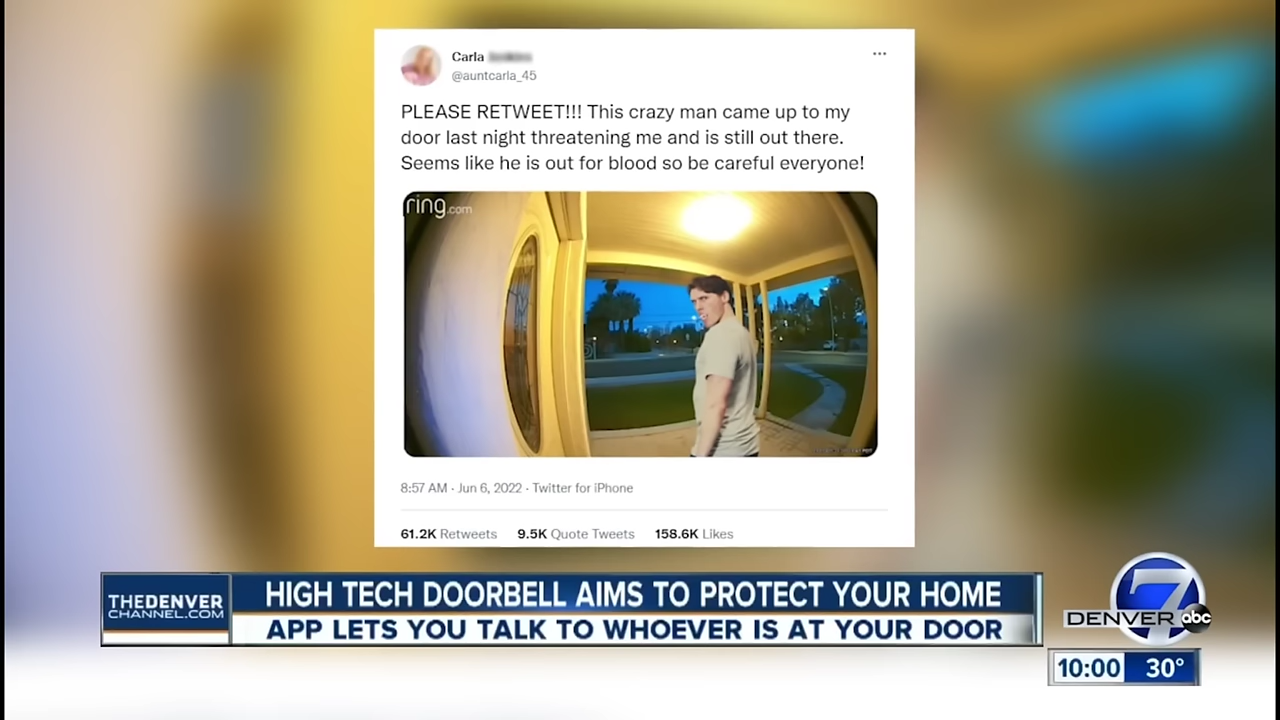 Carla
@auntcarla_45
PLEASE RETWEET!!! This crazy man came up to my
door last night threatening me and is still out there.
Seems like he is out for blood so be careful everyone!
ring.com
8:57 AM · Jun 6, 2022 · Twitter for iPhone
61.2K Retweets 9.5K Quote Tweets 158.6K Likes
THEDENVER
CHANNEL.COM
HIGH TECH DOORBELL AIMS TO PROTECT YOUR HOME
APP LETS YOU TALK TO WHOEVER IS AT YOUR DOOR
7
DENVER abc
10:00 30°